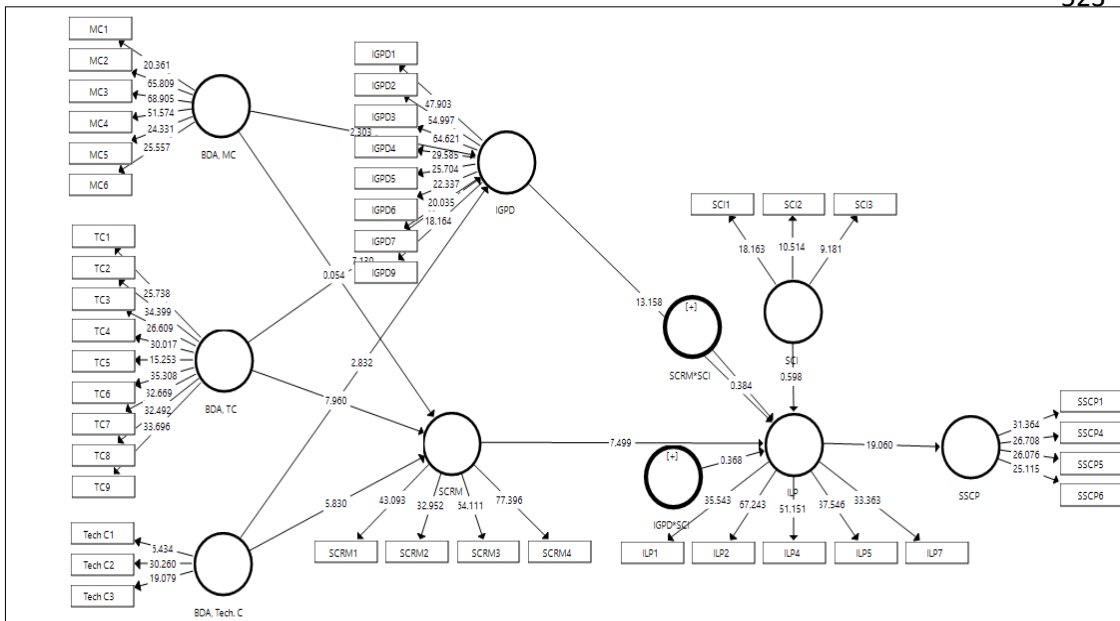 MC1
MC2
MC3
MC4
MC5
MC6
20.361
65.809
68.905
51.574
24.331
25.557
BDA, MC
TC1
TC2
TC3
TC4
TC5
TC6
TC7
TC8
TC9
25.738
34.399
26.609
30.017
15.253
35.308
32.669
32.492
33.696
BDA, TC
Tech C1
Tech C2
Tech C3
30.260
19.079
BDA, Tech. C
2.303
0.054
7.960
2.832
5.830
IGPD1
IGPD2
IGPD3
IGPD4
IGPD5
IGPD6
IGPD7
IGPD9
47.903
54.997
64.621
29.585
25.704
22.337
20.035
18.164
IGPD
SCRM
43.093
32.952
77.396
SCRM1
SCRM2
SCRM3
SCRM4
13.158
7.499
[+]
SCRM*SCI
0.384
[+]
IGPD*SCI
0.368
SCI1
SCI2
SCI3
18.163
10.514
9.181
SCI
0.598
ILP
35.543
67.243
51.151
37.546
33.363
ILP1
ILP2
ILP4
ILP5
ILP7
19.060
SSCP
31.364
26.708
26.076
25.115
SSCP1
SSCP4
SSCP5
SSCP6